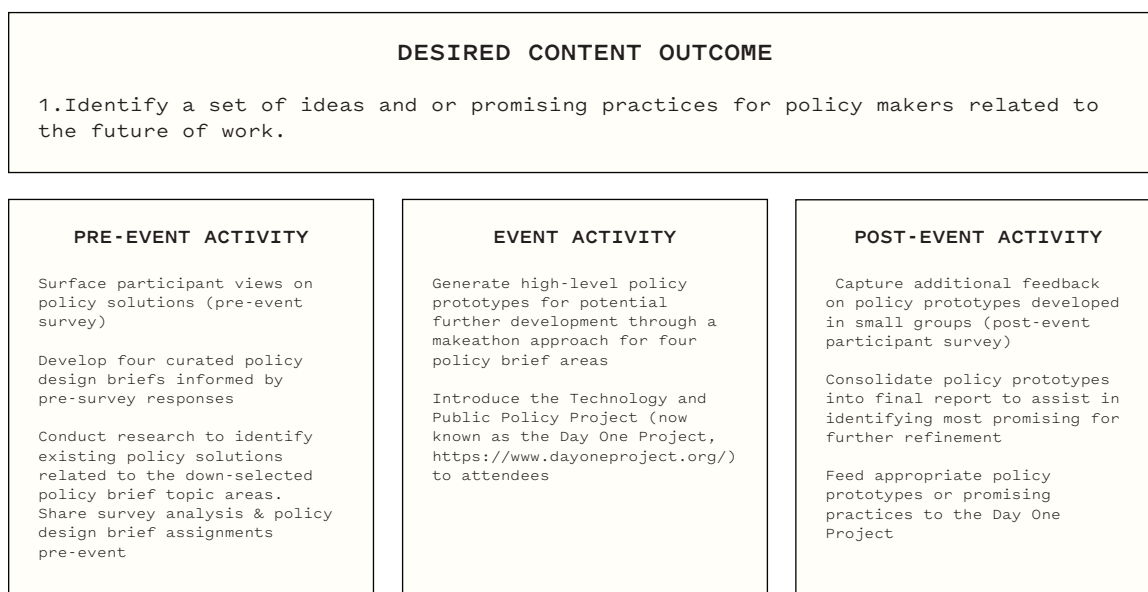 DESIRED CONTENT OUTCOME
1.Identify a set of ideas and or promising practices for policy makers related to
the future of work.
PRE-EVENT ACTIVITY
Surface participant views on
policy solutions (pre-event
survey)
Develop four curated policy
design briefs informed by
pre-survey responses
Conduct research to identify
existing policy solutions
related to the down-selected
policy brief topic areas.
Share survey analysis & policy
design brief assignments
pre-event
EVENT ACTIVITY
Generate high-level policy
prototypes for potential
further development through a
makeathon approach for four
policy brief areas
Introduce the Technology and
Public Policy Project (now
known as the Day One Project,
https://www.dayoneproject.org/)
to attendees
POST-EVENT ACTIVITY
Capture additional feedback
on policy prototypes developed
in small groups (post-event
participant survey)
Consolidate policy prototypes
into final report to assist in
identifying most promising for
further refinement
Feed appropriate policy
prototypes or promising
practices to the Day One
Project